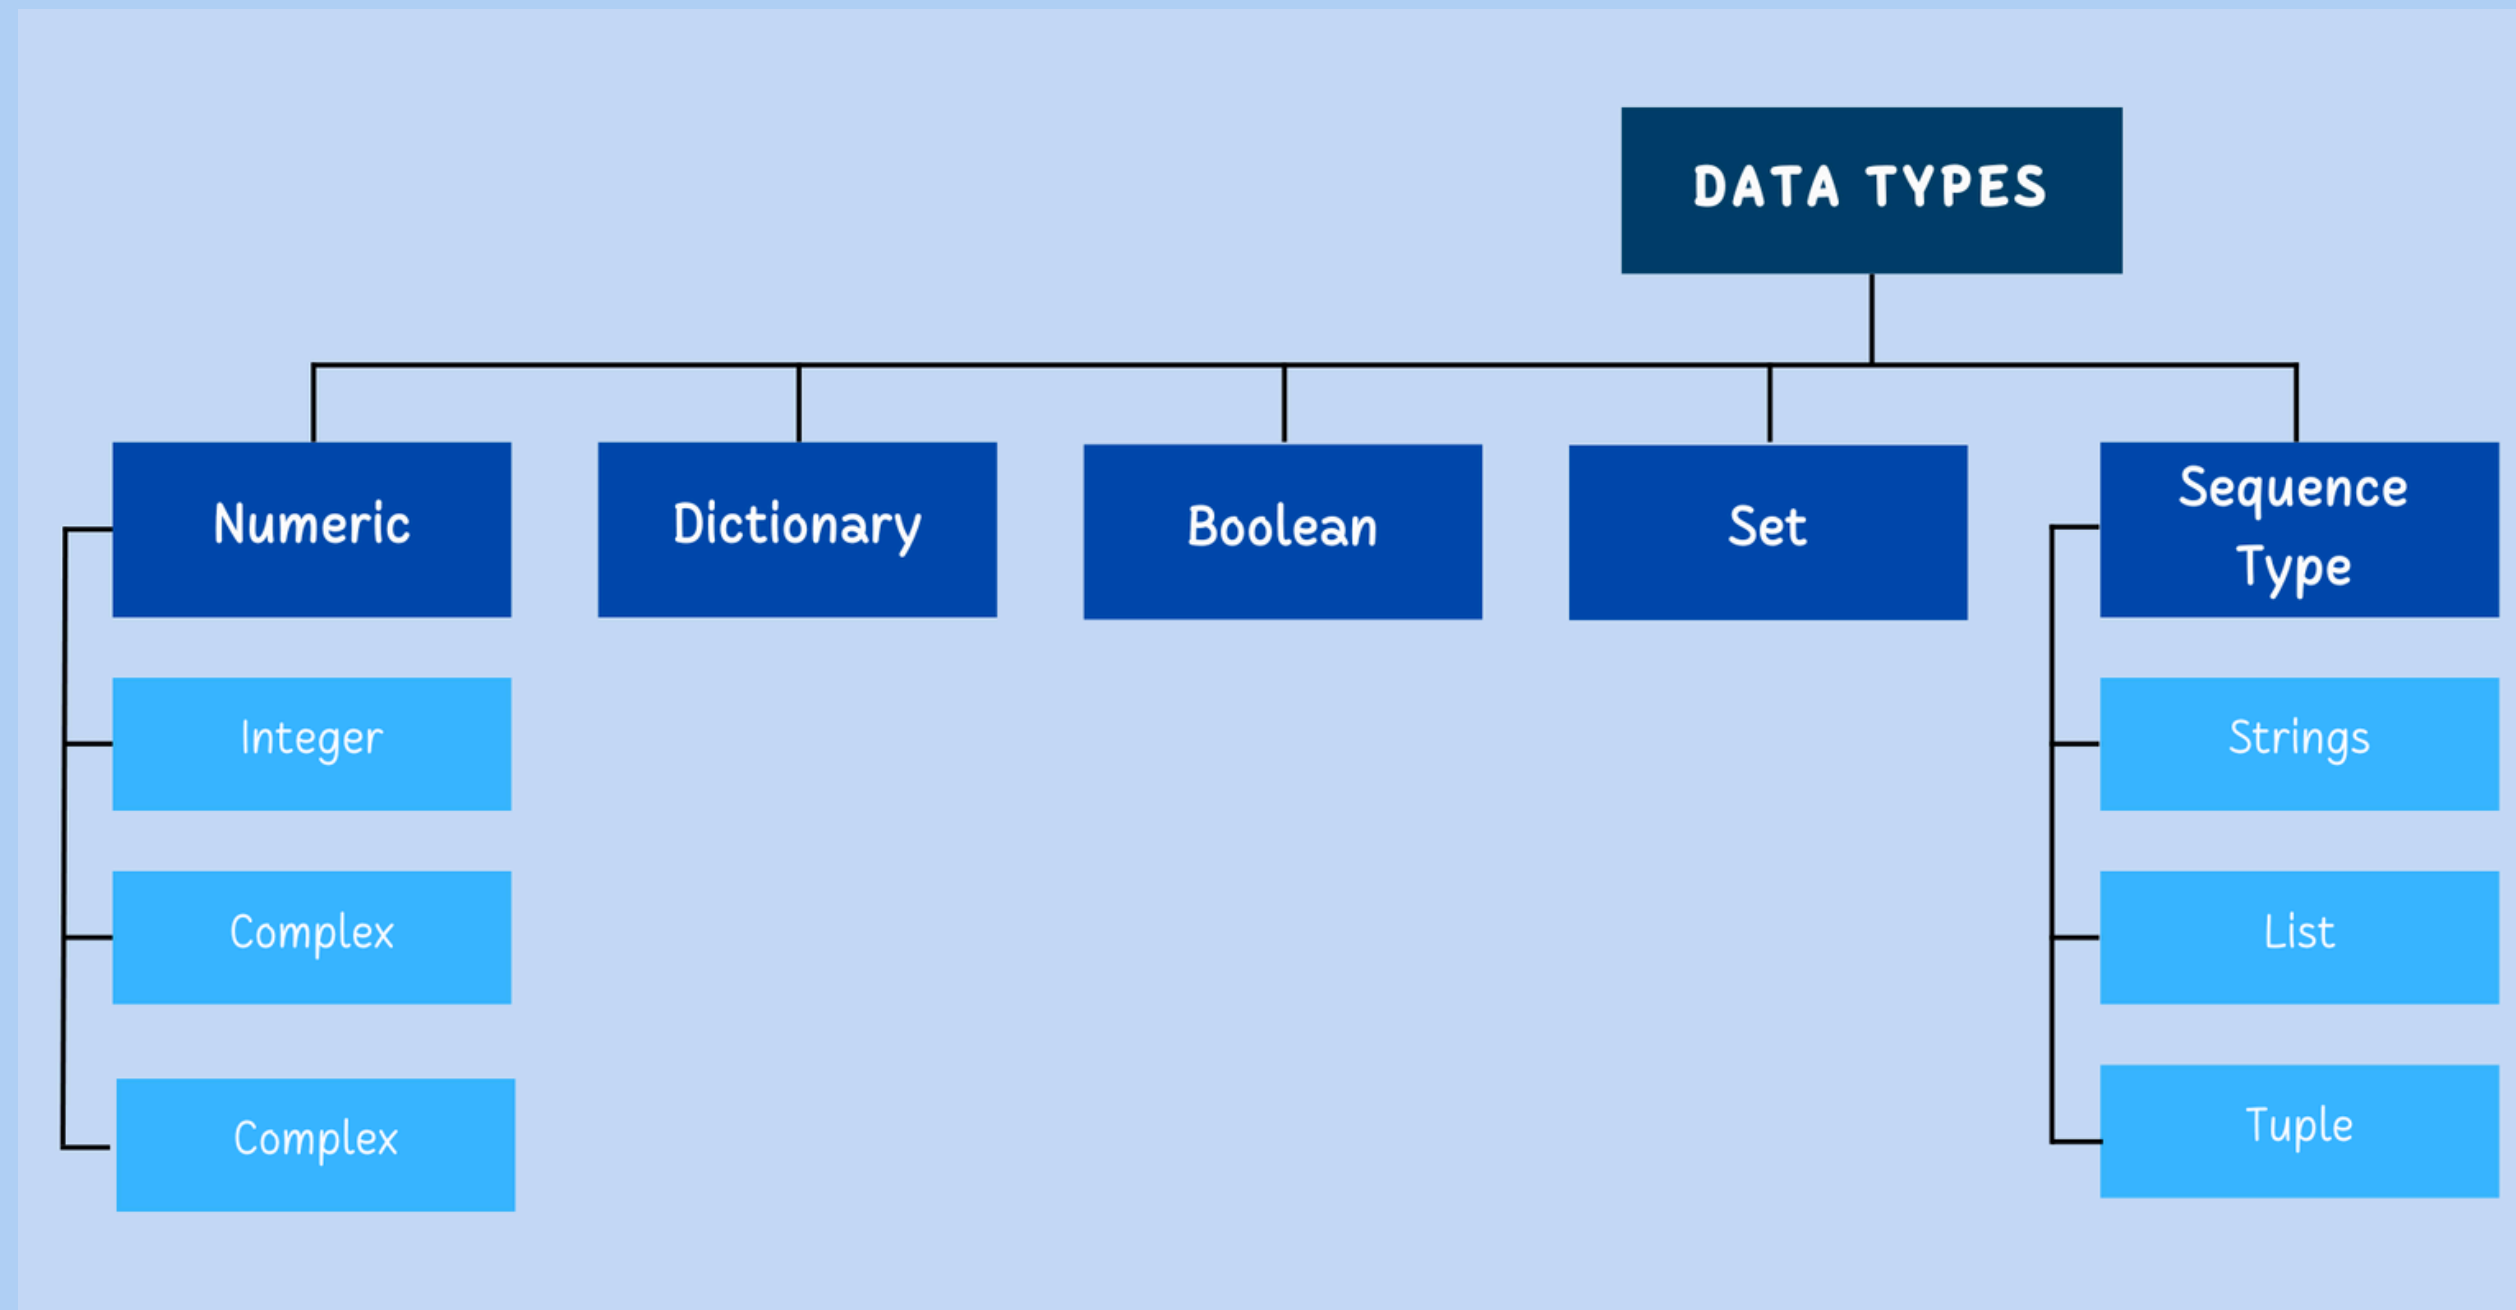 DATA TYPES
Numeric
Dictionary
Boolean
Set
Sequence
Type
Integer
Strings
Complex
List
Complex
Tuple